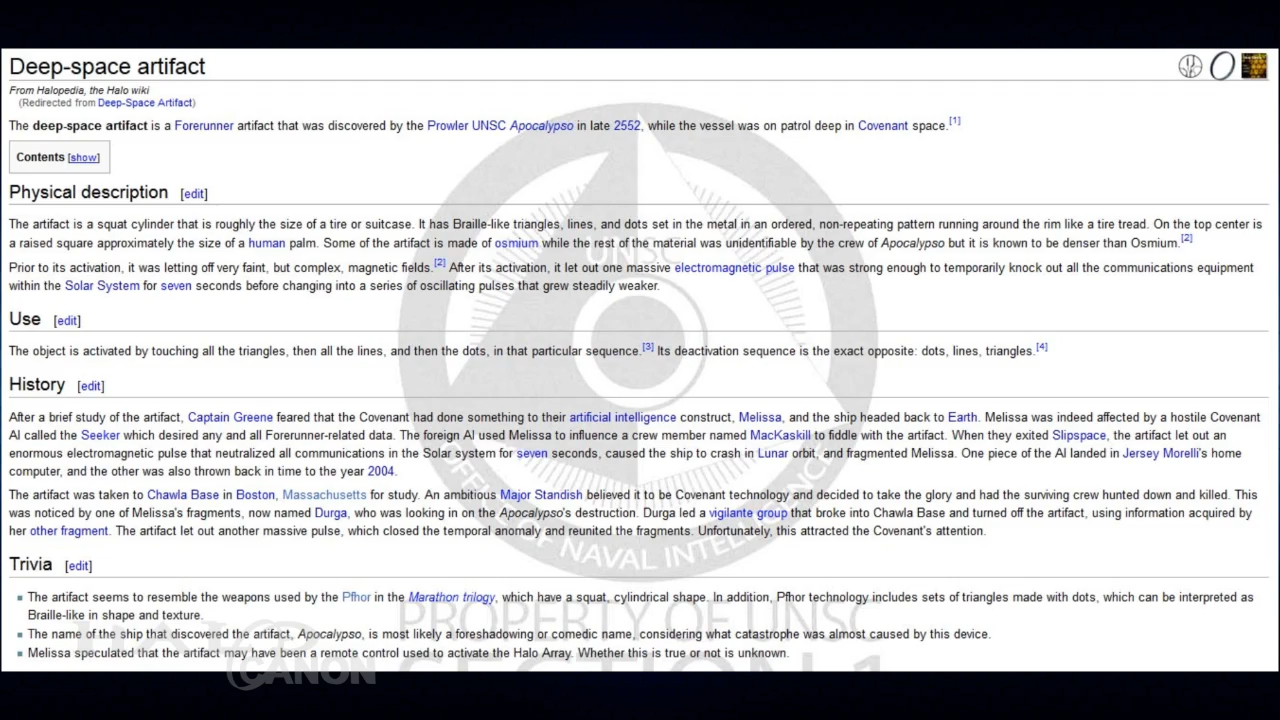 Deep-space artifact
From Halopedia, the Halo wiki
(Redirected from Deep-Space Artifact)
The deep-space artifact is a Forerunner artifact that was discovered by the Prowler UNSC Apocalypso in late 2552, while the vessel was on patrol deep in Covenant space.[1]
Contents [show]
Physical description [edit]
The artifact is a squat cylinder that is roughly the size of a tire or suitcase. It has Braille-like triangles, lines, and dots set in the metal in an ordered, non-repeating pattern running around the rim like a tire tread. On the top center is
a raised square approximately the size of a human palm. Some of the artifact is made of osmium while the rest of the material was unidentifiable by the crew of Apocalypso but it is known to be denser than Osmium.[2]
Prior to its activation, it was letting off very faint, but complex, magnetic fields.[2] After its activation, it let out one massive electromagnetic pulse that was strong enough to temporarily knock out all the communications equipment
within the Solar System for seven seconds before changing into a series of oscillating pulses that grew steadily weaker.
UNSC
Use [edit]
The object is activated by touching all the triangles, then all the lines, and then the dots, in that particular sequence.[3] Its deactivation sequence is the exact opposite: dots, lines, triangles.[4]
History [edit]
After a brief study of the artifact, Captain Greene feared that the Covenant had done something to their artificial intelligence construct, Melissa, and the ship headed back to Earth. Melissa was indeed affected by a hostile Covenant
AI called the Seeker which desired any and all Forerunner-related data. The foreign AI used Melissa to influence a crew member named MacKaskill to fiddle with the artifact. When they exited Slipspace, the artifact let out an
enormous electromagnetic pulse that neutralized all communications in the Solar system for seven seconds, caused the ship to crash in Lunar orbit, and fragmented Melissa. One piece of the AI landed in Jersey Morelli's home
computer, and the other was also thrown back in time to the year 2004.
The artifact was taken to Chawla Base in Boston, Massachusetts for study. An ambitious Major Standish believed it to be Covenant technology and decided to take the glory and had the surviving crew hunted down and killed. This
was noticed by one of Melissa's fragments, now named Durga, who was looking in on the Apocalypso's destruction. Durga led a vigilante group that broke into Chawla Base and turned off the artifact, using information acquired by
her other fragment. The artifact let out another massive pulse, which closed the temporal anomaly and reunited the fragments. Unfortunately, this attracted the Covenant's attention.
OFFICE OF NAVAL INTELLIGENCE
Trivia [edit]
The artifact seems to resemble the weapons used by the Pfhor in the Marathon trilogy, which have a squat, cylindrical shape. In addition, Pfhor technology includes sets of triangles made with dots, which can be interpreted as
Braille-like in shape and texture.
PROPERTY OF UNSC
The name of the ship that discovered the artifact, Apocalypso, is most likely a foreshadowing or comedic name, considering what catastrophe was almost caused by this device.
Melissa speculated that the artifact may have been a remote control used to activate the Halo Array. Whether this is true or not is unknown.
SECTION 1
CANON